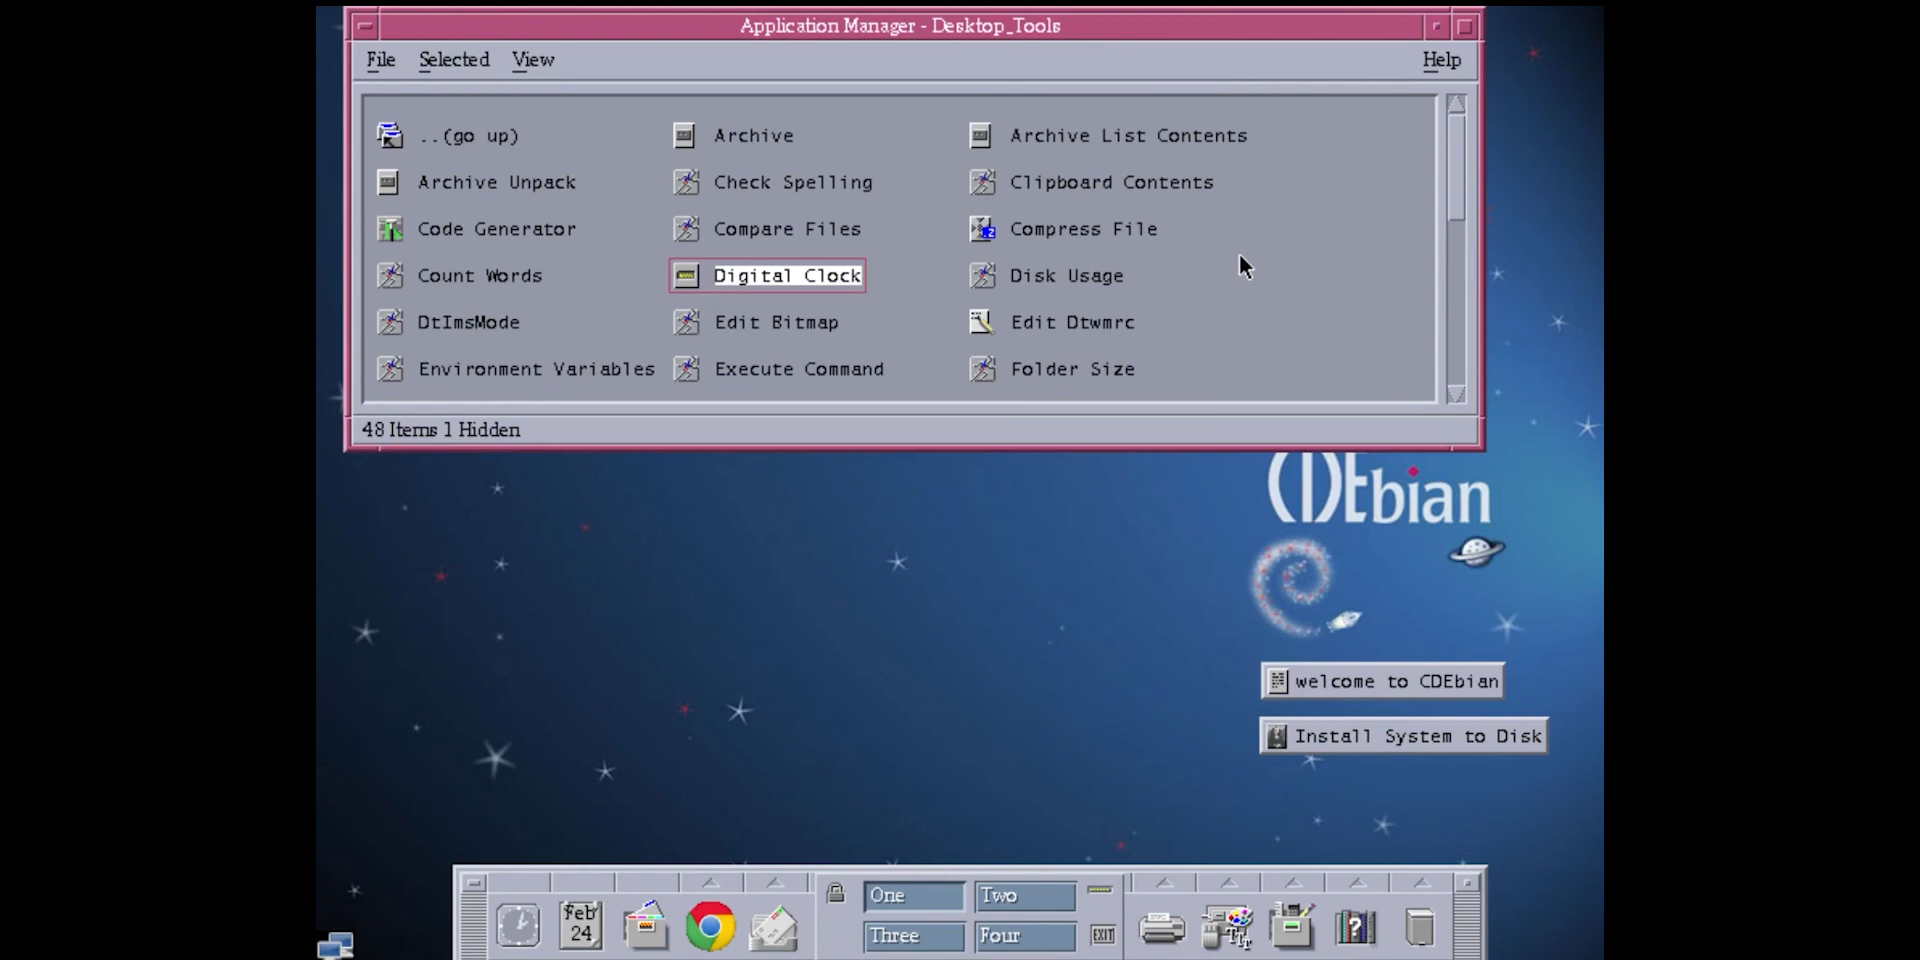 Application Manager - Desktop_Tools
File Selected View Help
..(go up) Archive Archive List Contents
Archive Unpack Check Spelling Clipboard Contents
Code Generator Compare Files Compress File
Count Words Digital Clock Disk Usage
DtImsMode Edit Bitmap Edit Dtwmrc
Environment Variables Execute Command Folder Size
48 Items 1 Hidden
CDEbian
welcome to CDEbian
Install System to Disk
One Two
Feb
24
Three Four EXIT